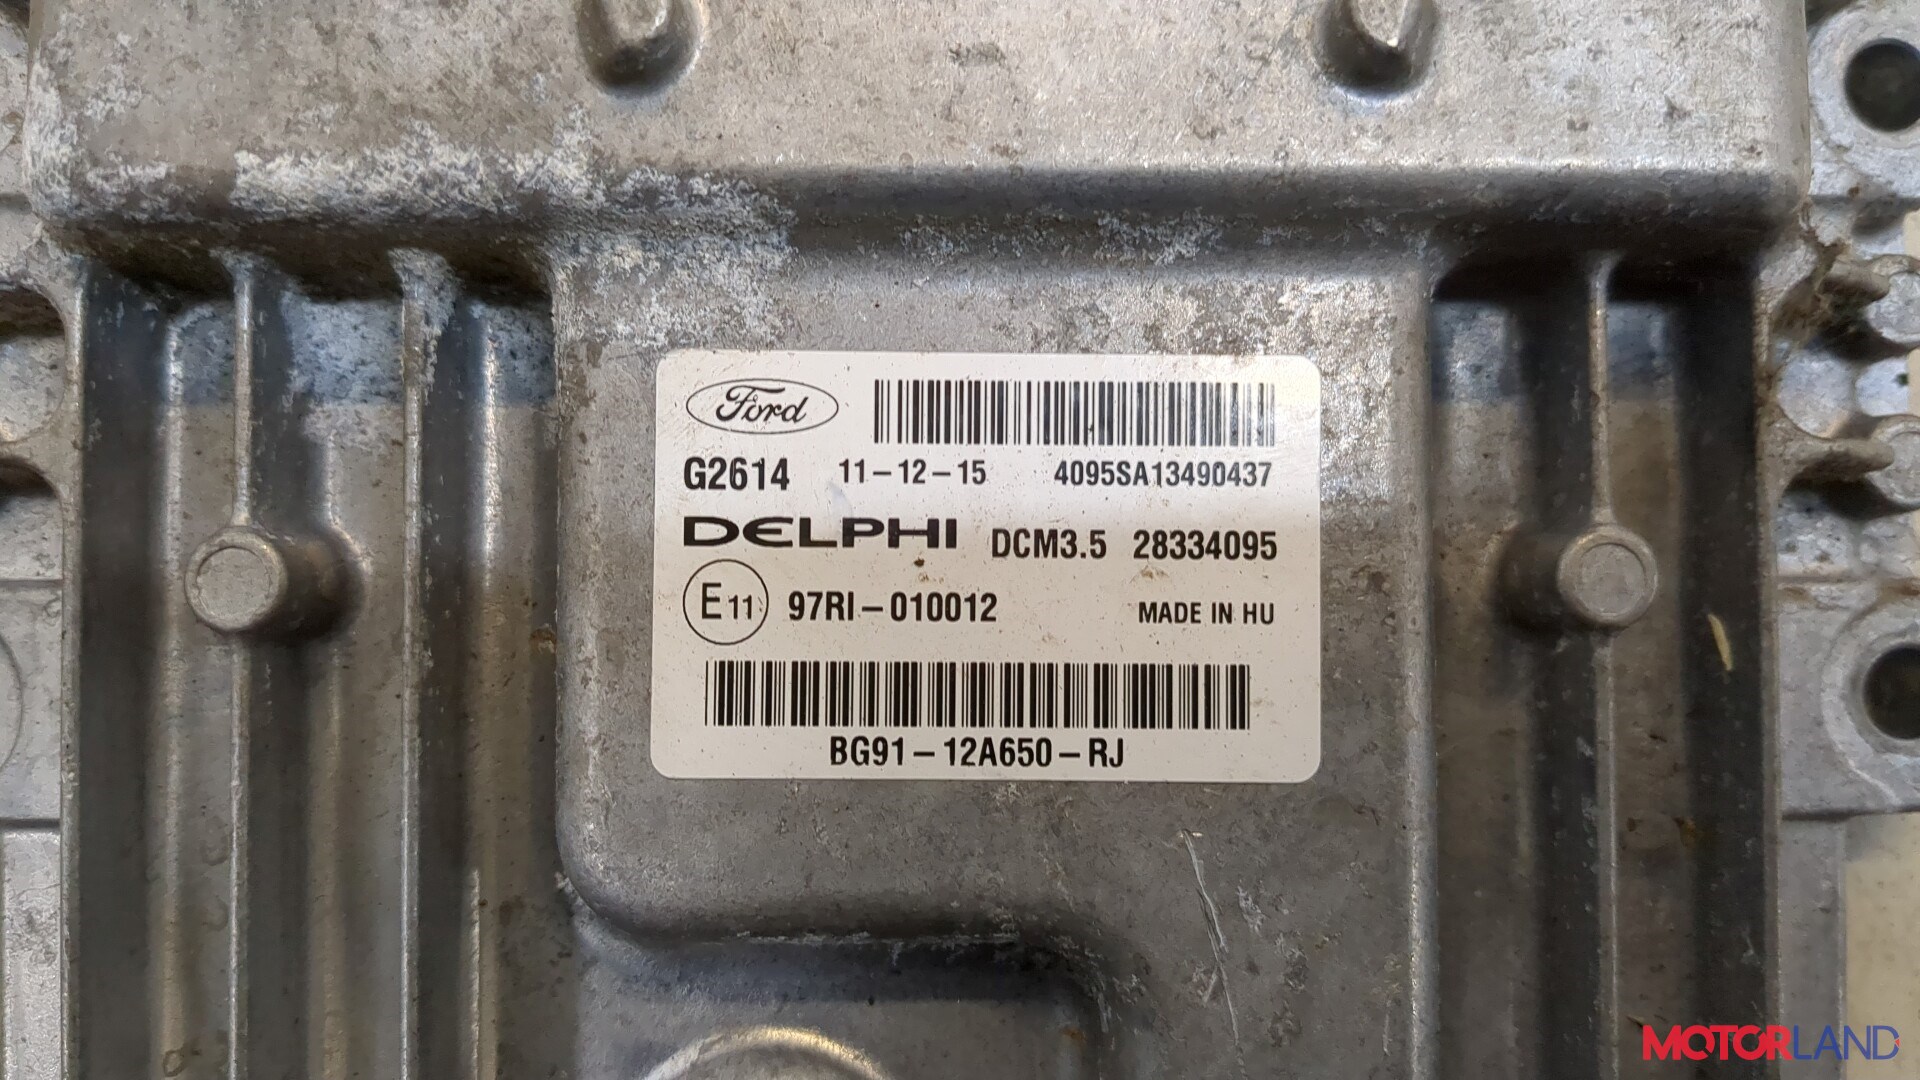 Ford
G2614 11-12-15 4095SA13490437
DELPHI DCM3.5 28334095
E11 97RI-010012 MADE IN HU
BG91-12A650-RJ
MOTORLAND